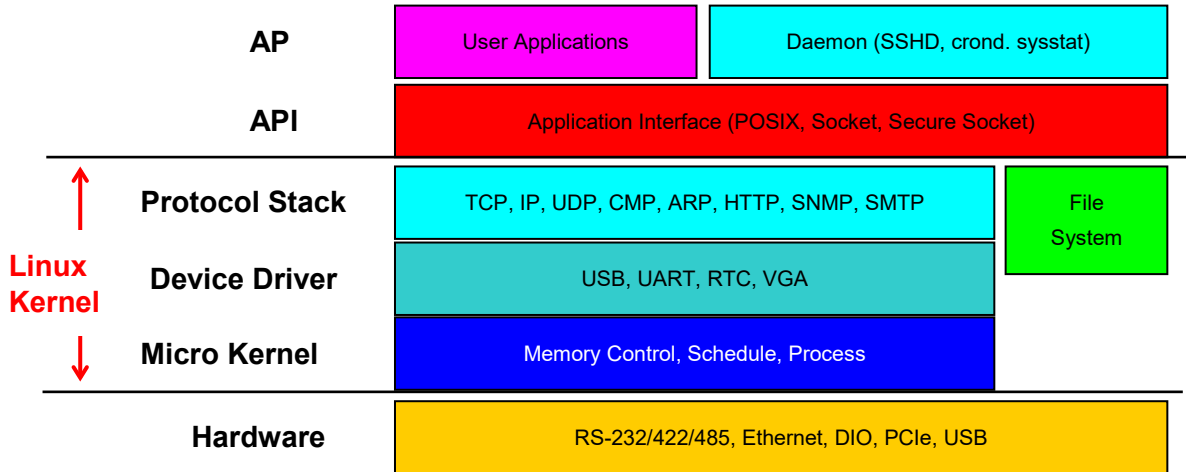 AP
User Applications
Daemon (SSHD, crond. sysstat)
API
Application Interface (POSIX, Socket, Secure Socket)
Linux
Kernel
Protocol Stack
TCP, IP, UDP, CMP, ARP, HTTP, SNMP, SMTP
File
System
Device Driver
USB, UART, RTC, VGA
Micro Kernel
Memory Control, Schedule, Process
Hardware
RS-232/422/485, Ethernet, DIO, PCIe, USB